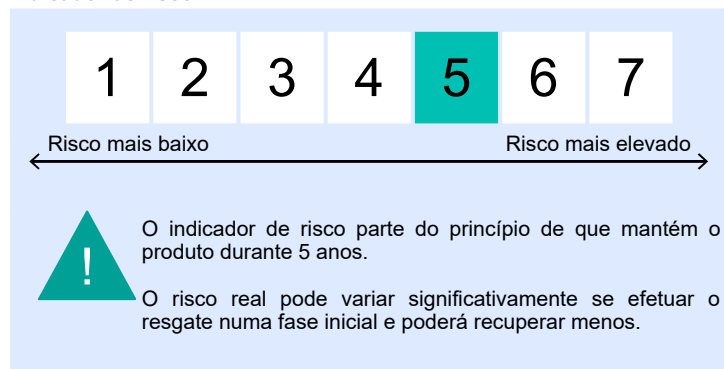 1 2 3 4 5 6 7
Risco mais baixo Risco mais elevado
!
O indicador de risco parte do princípio de que mantém o
produto durante 5 anos.
O risco real pode variar significativamente se efetuar o
resgate numa fase inicial e poderá recuperar menos.